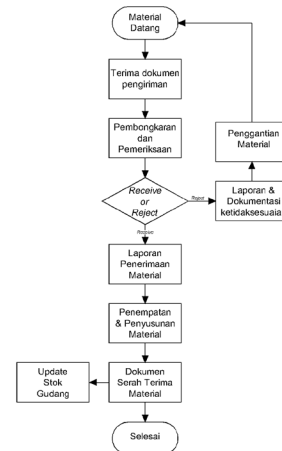 Material
Datang
Terima dokumen
pengiriman
Pembongkaran
dan
Pemeriksaan
Penggantian
Material
Receive
or
Reject
Reject
Laporan &
Dokumentasi
ketidaksesuaia
Receive
Laporan
Penerimaan
Material
Penempatan
& Penyusunan
Material
Update
Stok
Gudang
Dokumen
Serah Terima
Material
Selesai